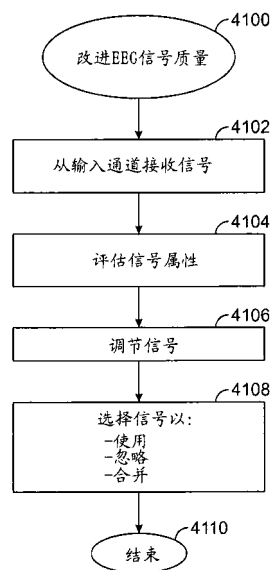 4100
改进EEG信号质量
4102
从输入通道接收信号
4104
评估信号属性
4106
调节信号
4108
选择信号以:
-使用
-忽略
-合并
4110
结束